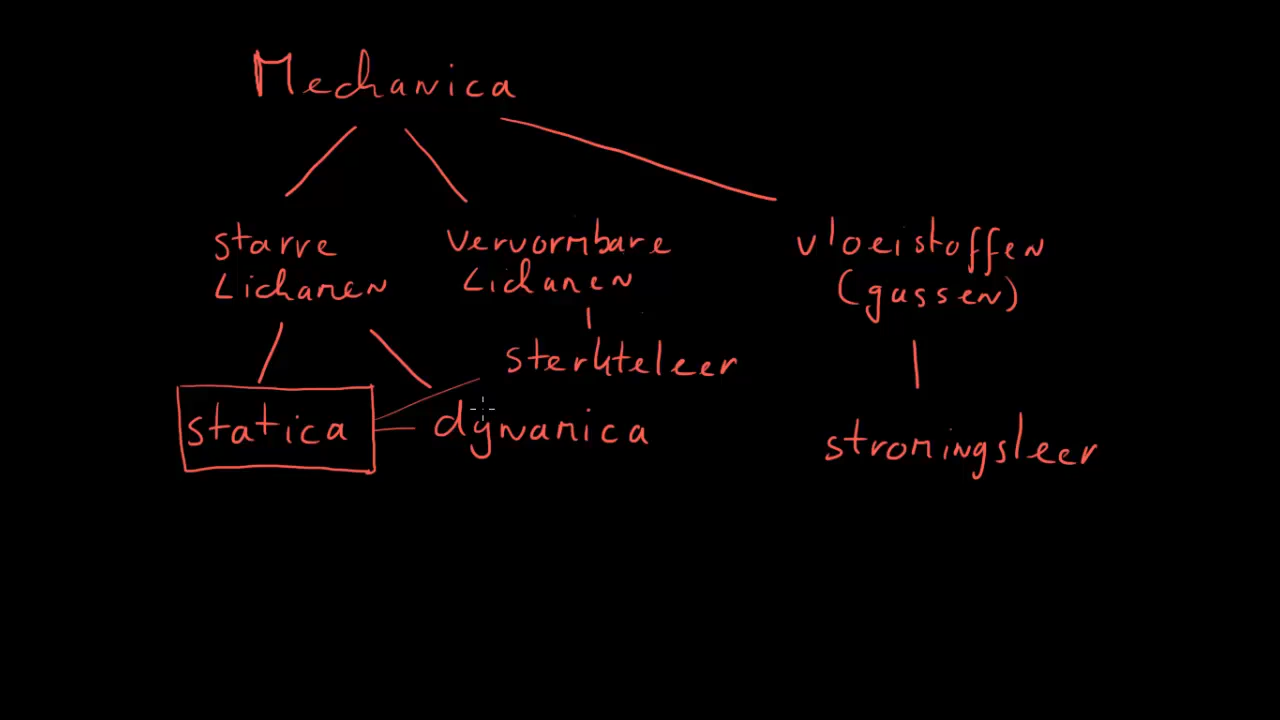 Mechanica
starre
Lichamen
vervormbare
Lichamen
vloeistoffen
(gassen)
sterkteleer
statica
dynamica
stromingsleer